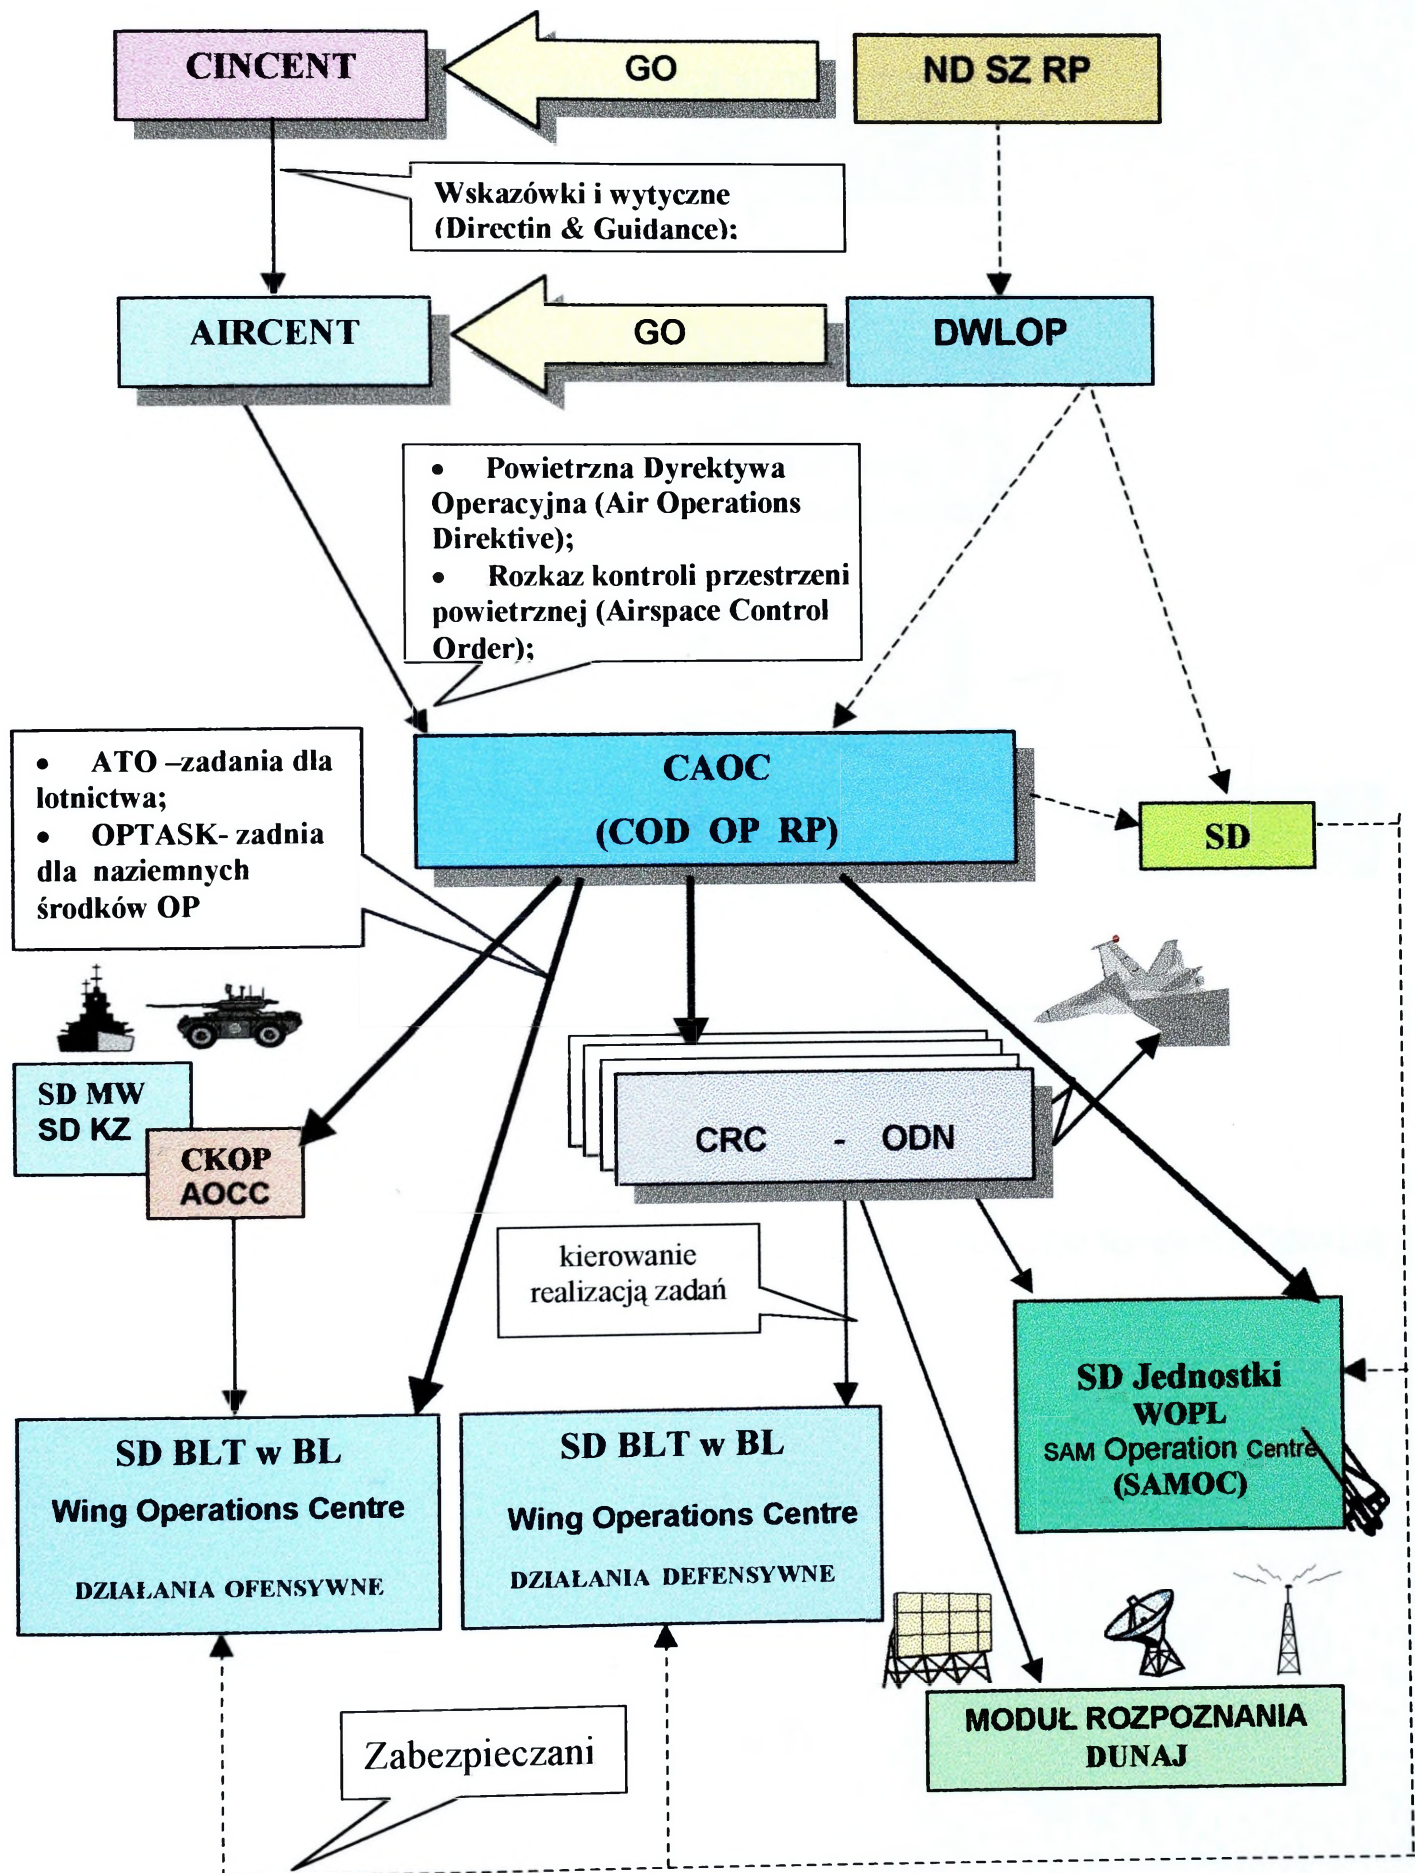 CINCENT
GO
ND SZ RP
Wskazówki i wytyczne
(Directin & Guidance);
AIRCENT
GO
DWLOP
• Powietrzna Dyrektywa
Operacyjna (Air Operations
Direktive);
• Rozkaz kontroli przestrzeni
powietrznej (Airspace Control
Order);
• ATO –zadania dla
lotnictwa;
• OPTASK- zadnia
dla naziemnych
środków OP
CAOC
(COD OP RP)
SD
SD MW
SD KZ
CKOP
AOCC
CRC - ODN
kierowanie
realizacją zadań
SD Jednostki
WOPL
SAM Operation Centre
(SAMOC)
SD BLT w BL
Wing Operations Centre
DZIAŁANIA OFENSYWNE
SD BLT w BL
Wing Operations Centre
DZIAŁANIA DEFENSYWNE
MODUŁ ROZPOZNANIA
DUNAJ
Zabezpieczani